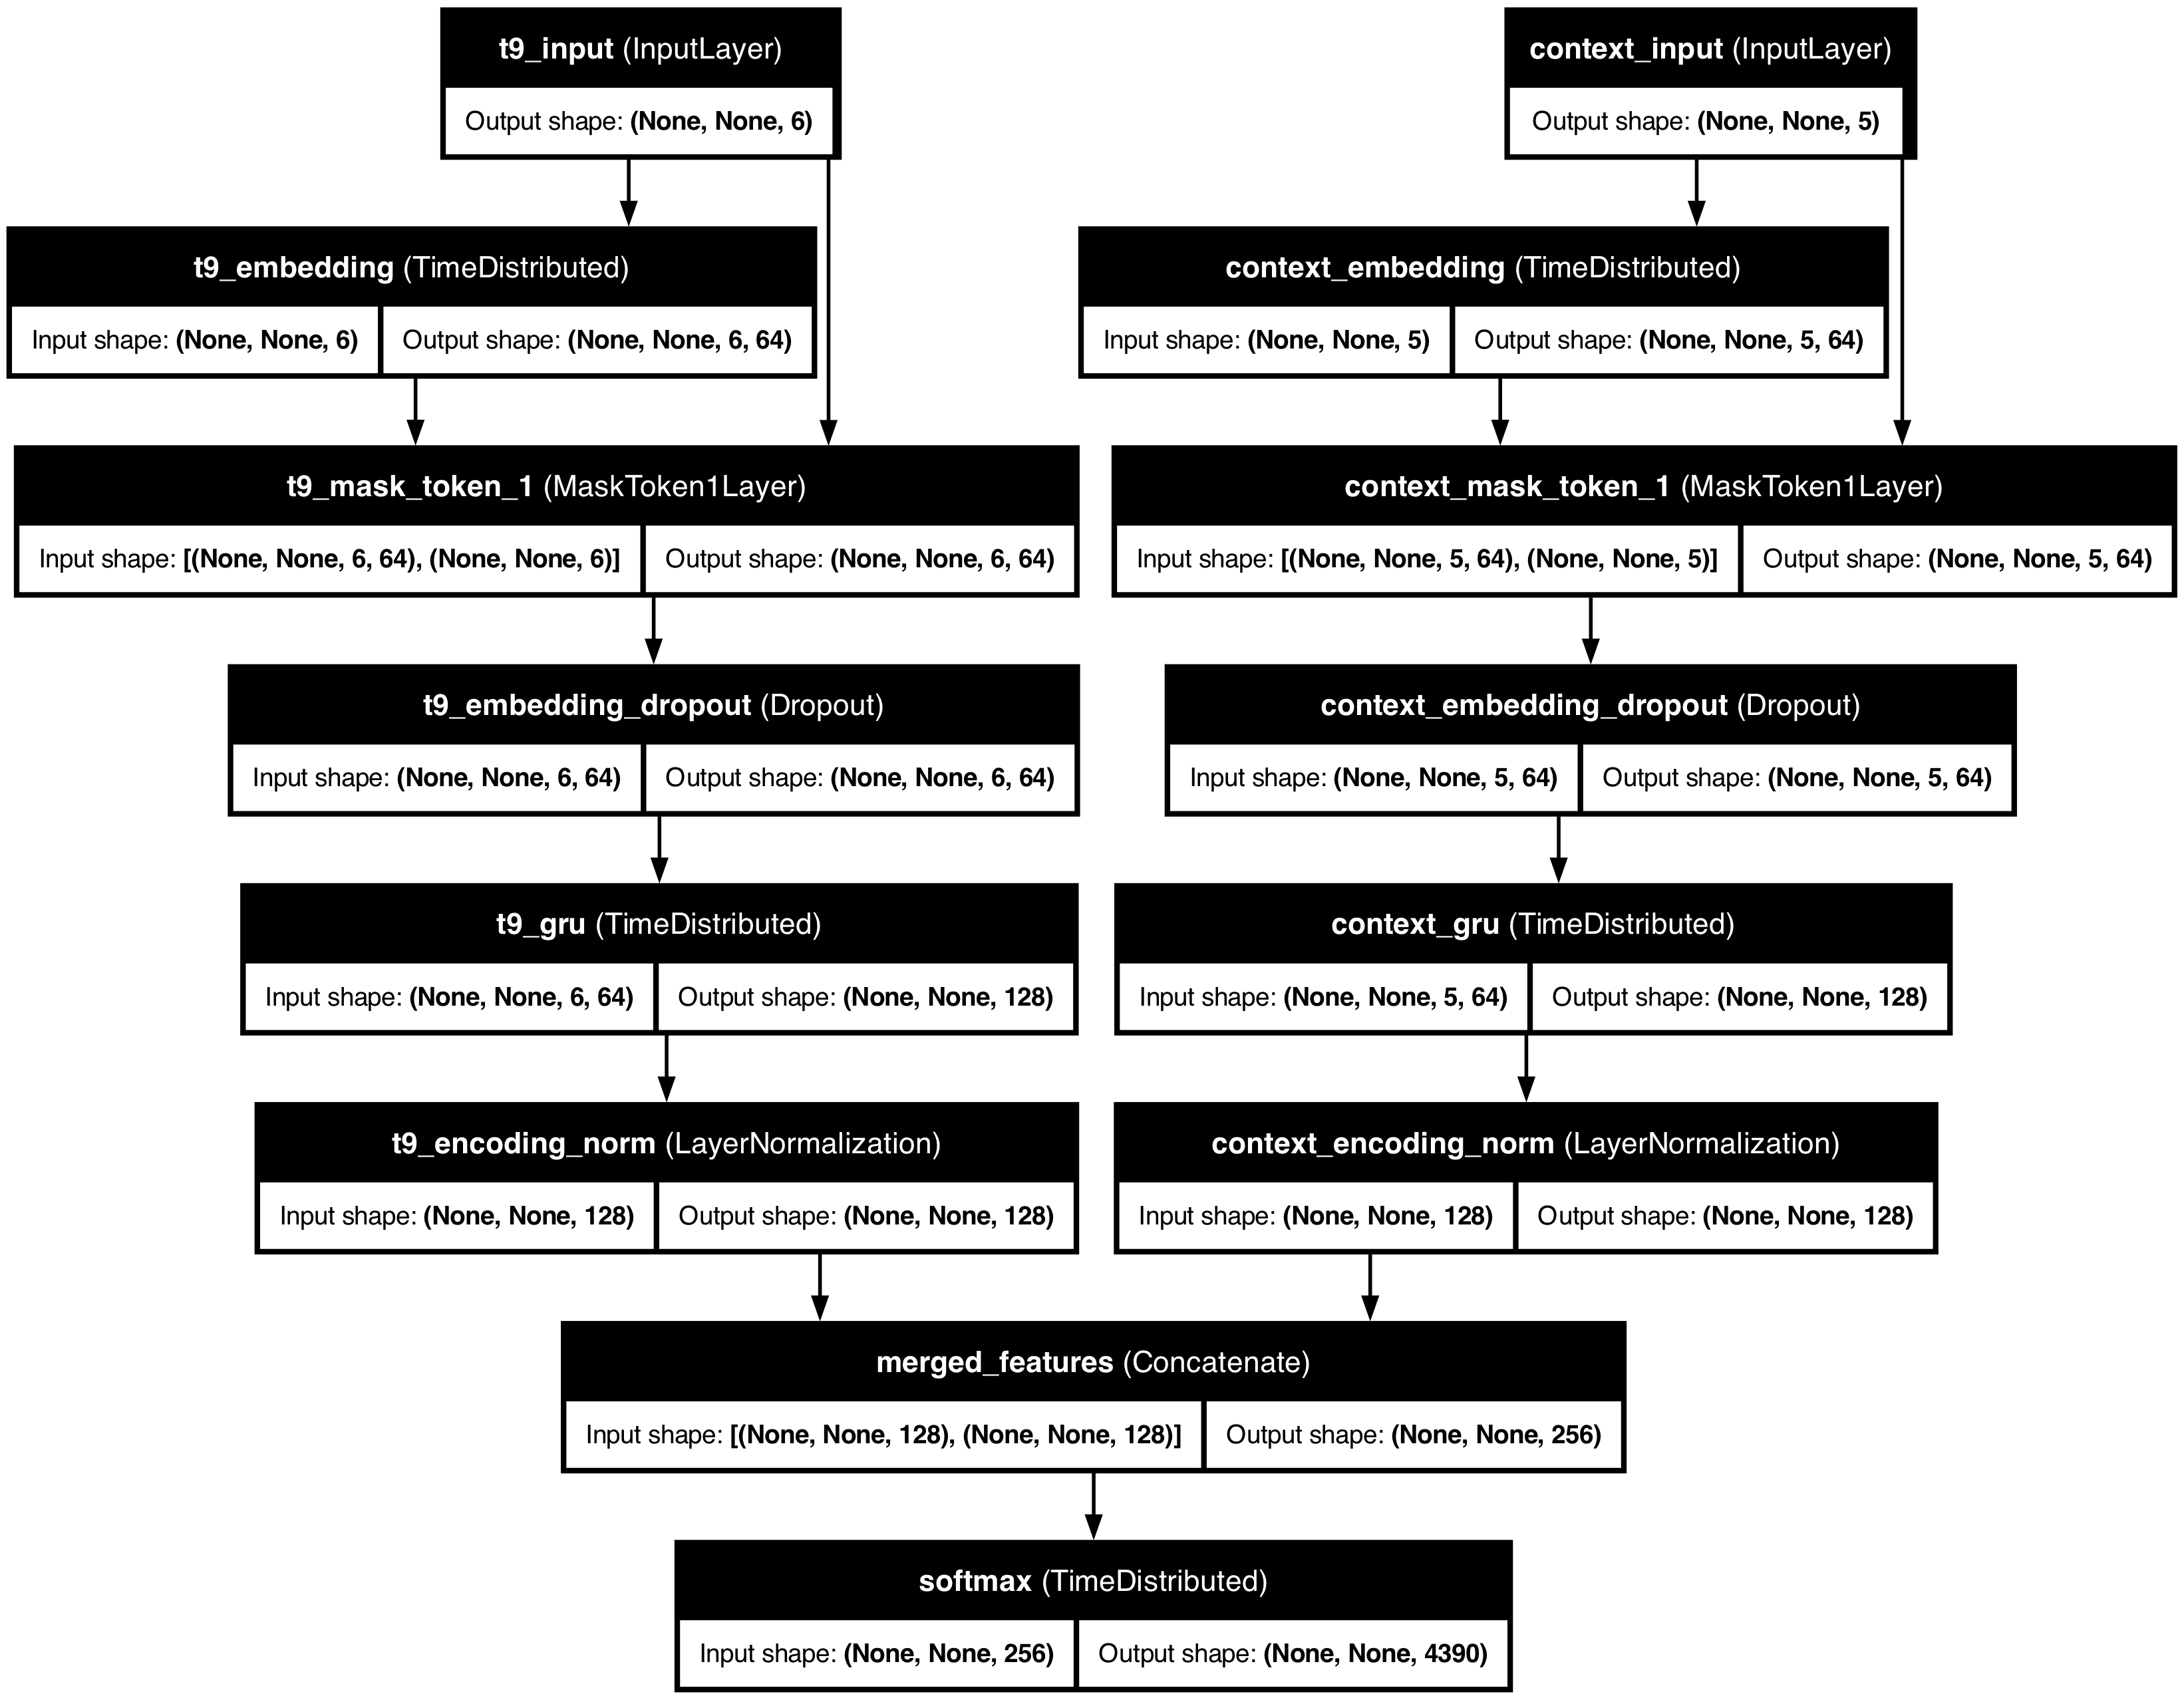 t9_input (InputLayer)
Output shape: (None, None, 6)
context_input (InputLayer)
Output shape: (None, None, 5)
t9_embedding (TimeDistributed)
Input shape: (None, None, 6)
Output shape: (None, None, 6, 64)
context_embedding (TimeDistributed)
Input shape: (None, None, 5)
Output shape: (None, None, 5, 64)
t9_mask_token_1 (MaskToken1Layer)
Input shape: [(None, None, 6, 64), (None, None, 6)]
Output shape: (None, None, 6, 64)
context_mask_token_1 (MaskToken1Layer)
Input shape: [(None, None, 5, 64), (None, None, 5)]
Output shape: (None, None, 5, 64)
t9_embedding_dropout (Dropout)
Input shape: (None, None, 6, 64)
Output shape: (None, None, 6, 64)
context_embedding_dropout (Dropout)
Input shape: (None, None, 5, 64)
Output shape: (None, None, 5, 64)
t9_gru (TimeDistributed)
Input shape: (None, None, 6, 64)
Output shape: (None, None, 128)
context_gru (TimeDistributed)
Input shape: (None, None, 5, 64)
Output shape: (None, None, 128)
t9_encoding_norm (LayerNormalization)
Input shape: (None, None, 128)
Output shape: (None, None, 128)
context_encoding_norm (LayerNormalization)
Input shape: (None, None, 128)
Output shape: (None, None, 128)
merged_features (Concatenate)
Input shape: [(None, None, 128), (None, None, 128)]
Output shape: (None, None, 256)
softmax (TimeDistributed)
Input shape: (None, None, 256)
Output shape: (None, None, 4390)